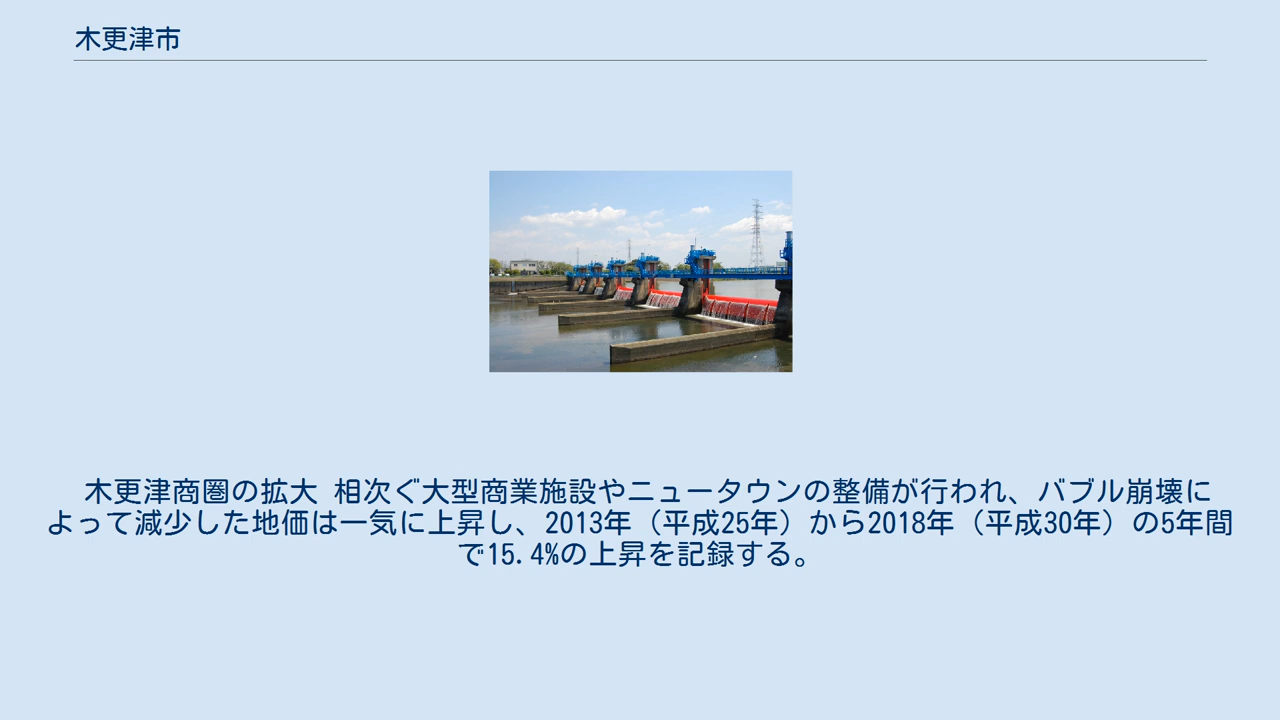 木更津市
木更津商圏の拡大 相次ぐ大型商業施設やニュータウンの整備が行われ、バブル崩壊に
よって減少した地価は一気に上昇し、2013年（平成25年）から2018年（平成30年）の5年間
で15.4%の上昇を記録する。